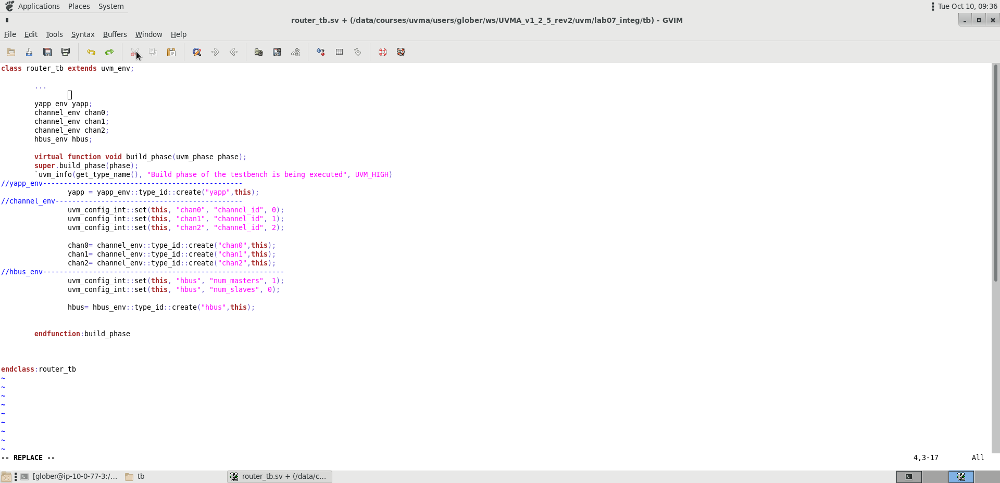 Applications Places System Tue Oct 10, 09:36
router_tb.sv + (/data/courses/uvma/users/glober/ws/UVMA_v1_2_5_rev2/uvm/lab07_integ/tb) - GVIM
File Edit Tools Syntax Buffers Window Help
class router_tb extends uvm_env;
...
yapp_env yapp;
channel_env chan0;
channel_env chan1;
channel_env chan2;
hbus_env hbus;
virtual function void build_phase(uvm_phase phase);
super.build_phase(phase);
`uvm_info(get_type_name(), "Build phase of the testbench is being executed", UVM_HIGH)
//yapp_env------------------------------------------------
yapp = yapp_env::type_id::create("yapp",this);
//channel_env---------------------------------------------
uvm_config_int::set(this, "chan0", "channel_id", 0);
uvm_config_int::set(this, "chan1", "channel_id", 1);
uvm_config_int::set(this, "chan2", "channel_id", 2);
chan0= channel_env::type_id::create("chan0",this);
chan1= channel_env::type_id::create("chan1",this);
chan2= channel_env::type_id::create("chan2",this);
//hbus_env----------------------------------------------------------
uvm_config_int::set(this, "hbus", "num_masters", 1);
uvm_config_int::set(this, "hbus", "num_slaves", 0);
hbus= hbus_env::type_id::create("hbus",this);
endfunction:build_phase
endclass:router_tb
~
~
~
~
~
~
~
~
~
-- REPLACE -- 4,3-17 All
[glober@ip-10-0-77-3:/... tb router_tb.sv + (/data/c...